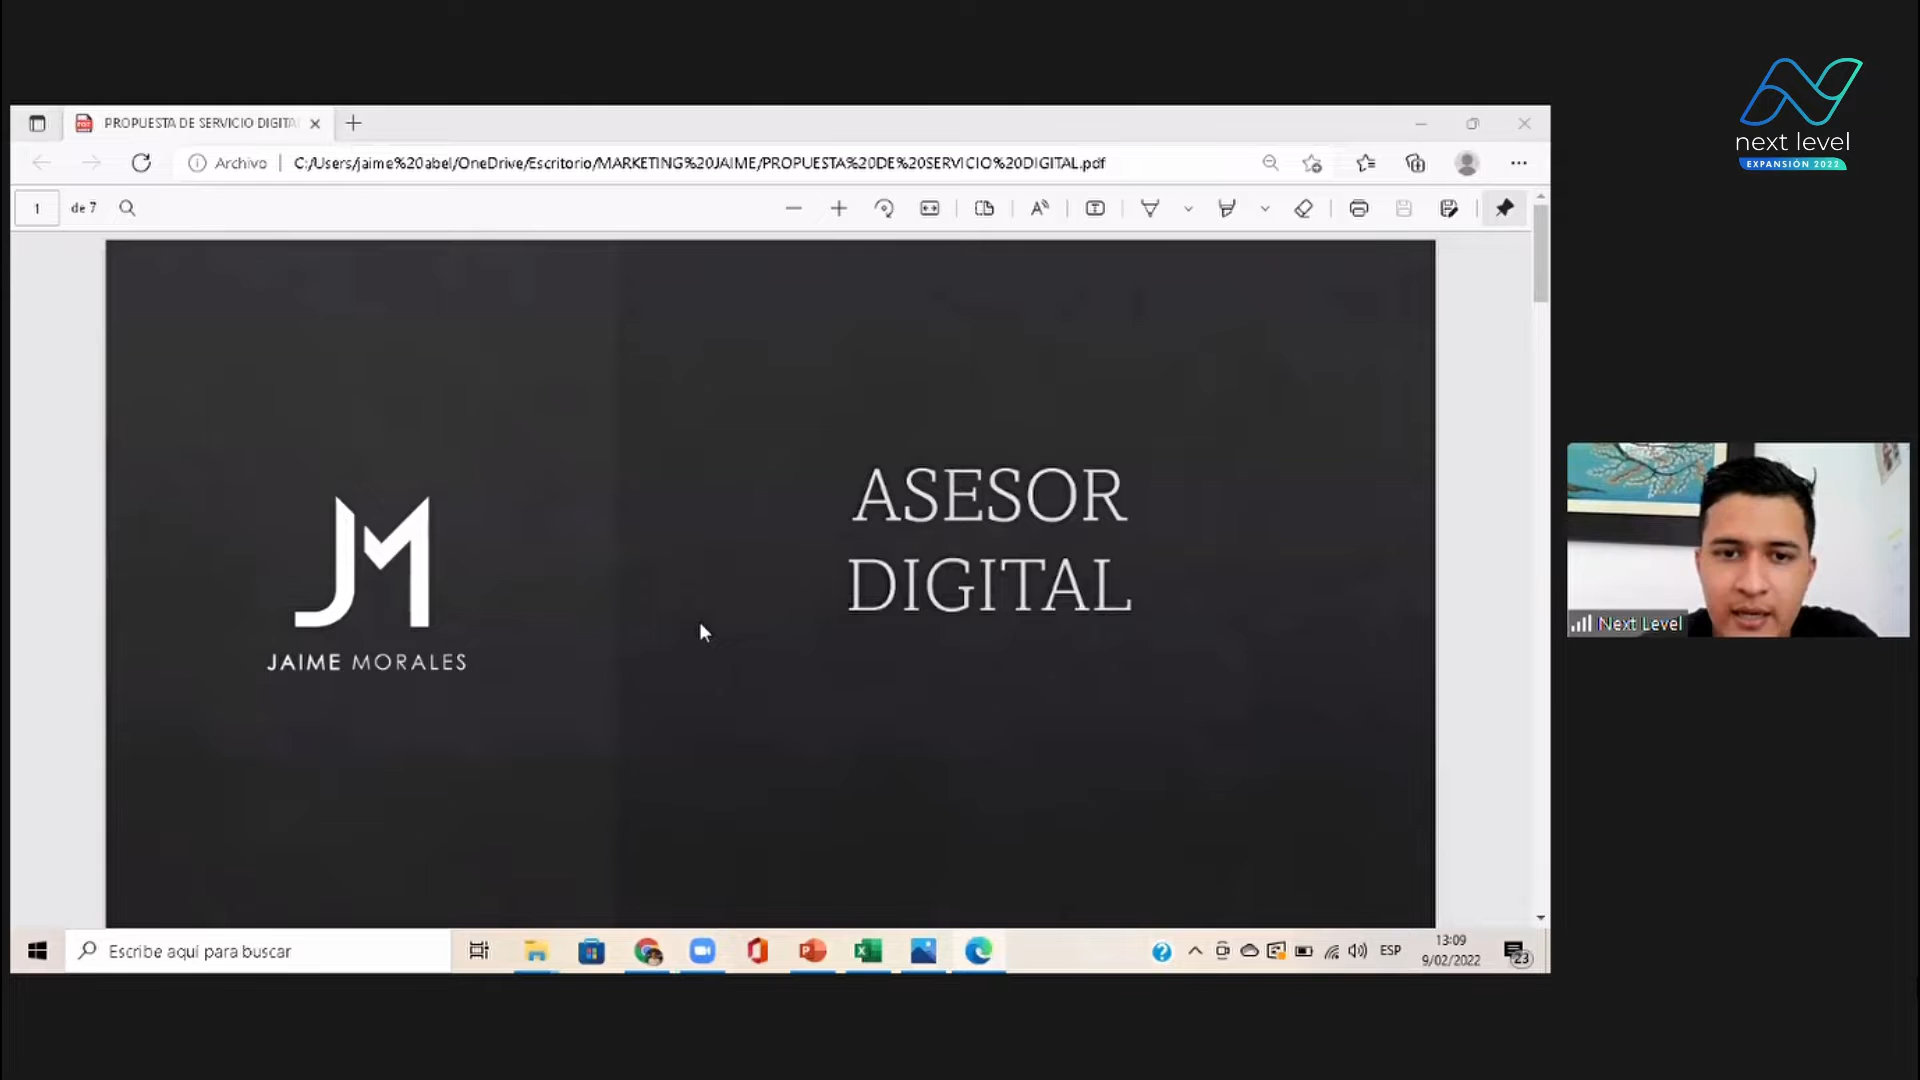 next level
EXPANSIÓN 2022
PROPUESTA DE SERVICIO DIGITA
Archivo
C:/Users/jaime%20abel/OneDrive/Escritorio/MARKETING%20JAIME/PROPUESTA%20DE%20SERVICIO%20DIGITAL.pdf
1 de 7
ASESOR
DIGITAL
JM
JAIME MORALES
Next Level
Escribe aquí para buscar
ESP
13:09
9/02/2022
23